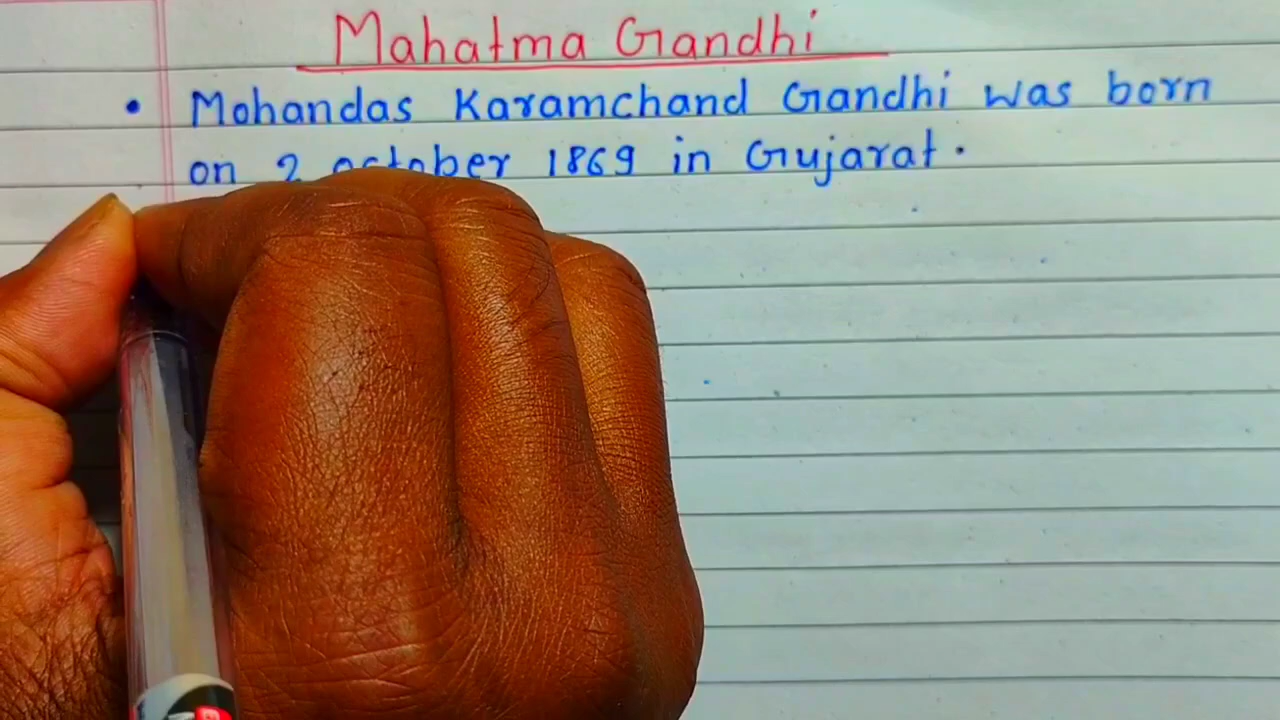 Mahatma Gandhi
• Mohandas Karamchand Gandhi was born
on 2 october 1869 in Gujarat.